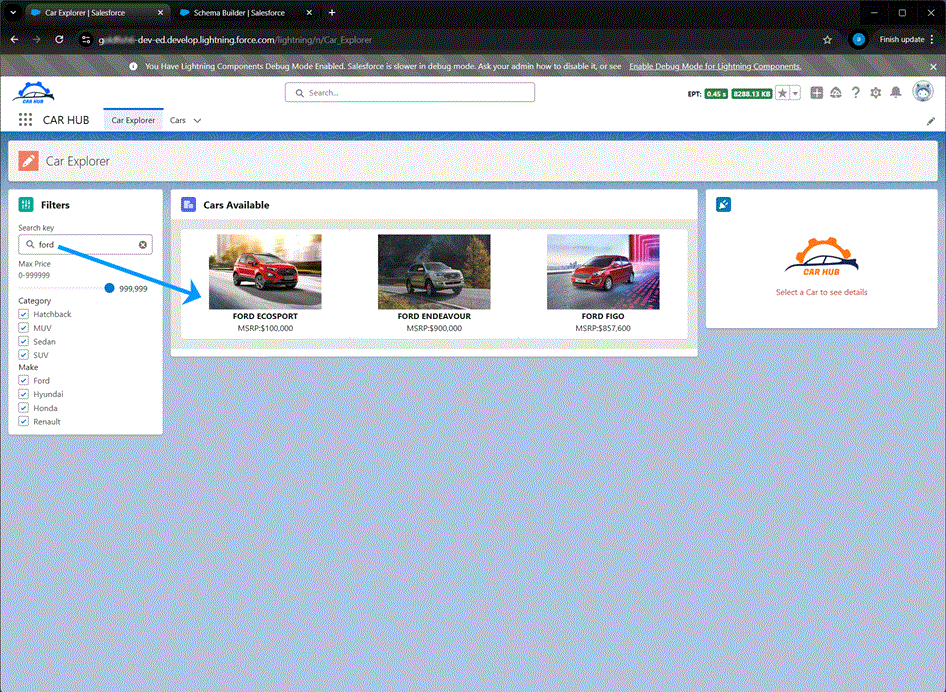 Car Explorer | Salesforce
Schema Builder | Salesforce
-dev-ed.develop.lightning.force.com/lightning/n/Car_Explorer
Finish update
You Have Lightning Components Debug Mode Enabled. Salesforce is slower in debug mode. Ask your admin how to disable it, or see Enable Debug Mode for Lightning Components.
CAR HUB
Search...
EPT: 0.45 s 8288.13 KB
CAR HUB
Car Explorer
Cars
Car Explorer
Filters
Search key
ford
Max Price
0-999999
999,999
Category
Hatchback
MUV
Sedan
SUV
Make
Ford
Hyundai
Honda
Renault
Cars Available
FORD ECOSPORT
MSRP:$100,000
FORD ENDEAVOUR
MSRP:$900,000
FORD FIGO
MSRP:$857,600
CAR HUB
Select a Car to see details